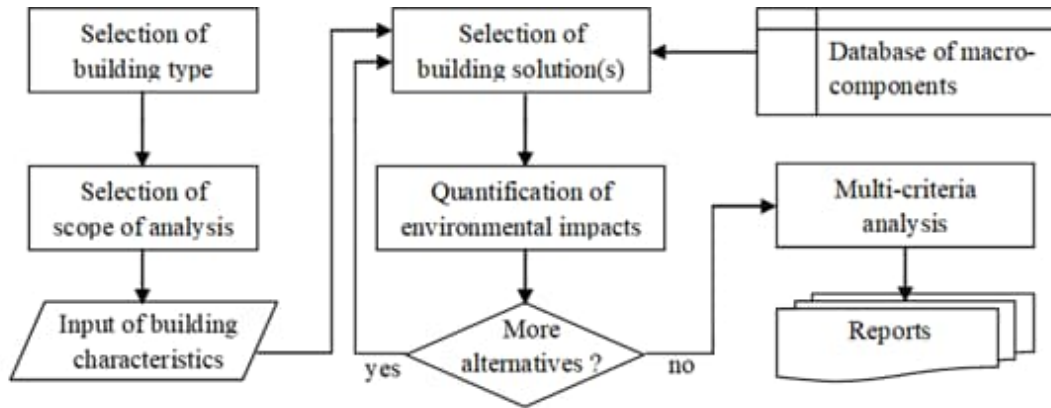 Selection of
building type
Selection of
scope of analysis
Input of building
characteristics
Selection of
building solution(s)
Quantification of
environmental impacts
More
alternatives ?
yes
no
Database of macro-
components
Multi-criteria
analysis
Reports